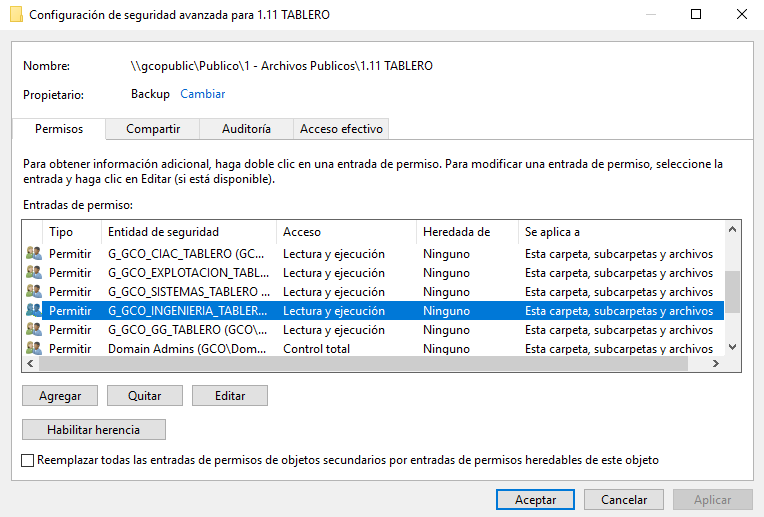 Configuración de seguridad avanzada para 1.11 TABLERO
Nombre: \\gcopublic\Publico\1 - Archivos Publicos\1.11 TABLERO
Propietario: Backup Cambiar
Permisos Compartir Auditoría Acceso efectivo
Para obtener información adicional, haga doble clic en una entrada de permiso. Para modificar una entrada de permiso, seleccione la
entrada y haga clic en Editar (si está disponible).
Entradas de permiso:
Tipo Entidad de seguridad Acceso Heredada de Se aplica a
Permitir G_GCO_CIAC_TABLERO (GC... Lectura y ejecución Ninguno Esta carpeta, subcarpetas y archivos
Permitir G_GCO_EXPLOTACION_TABL... Lectura y ejecución Ninguno Esta carpeta, subcarpetas y archivos
Permitir G_GCO_SISTEMAS_TABLERO ... Lectura y ejecución Ninguno Esta carpeta, subcarpetas y archivos
Permitir G_GCO_INGENIERIA_TABLER... Lectura y ejecución Ninguno Esta carpeta, subcarpetas y archivos
Permitir G_GCO_GG_TABLERO (GCO\... Lectura y ejecución Ninguno Esta carpeta, subcarpetas y archivos
Permitir Domain Admins (GCO\Dom... Control total Ninguno Esta carpeta, subcarpetas y archivos
Agregar Quitar Editar
Habilitar herencia
Reemplazar todas las entradas de permisos de objetos secundarios por entradas de permisos heredables de este objeto
Aceptar Cancelar Aplicar